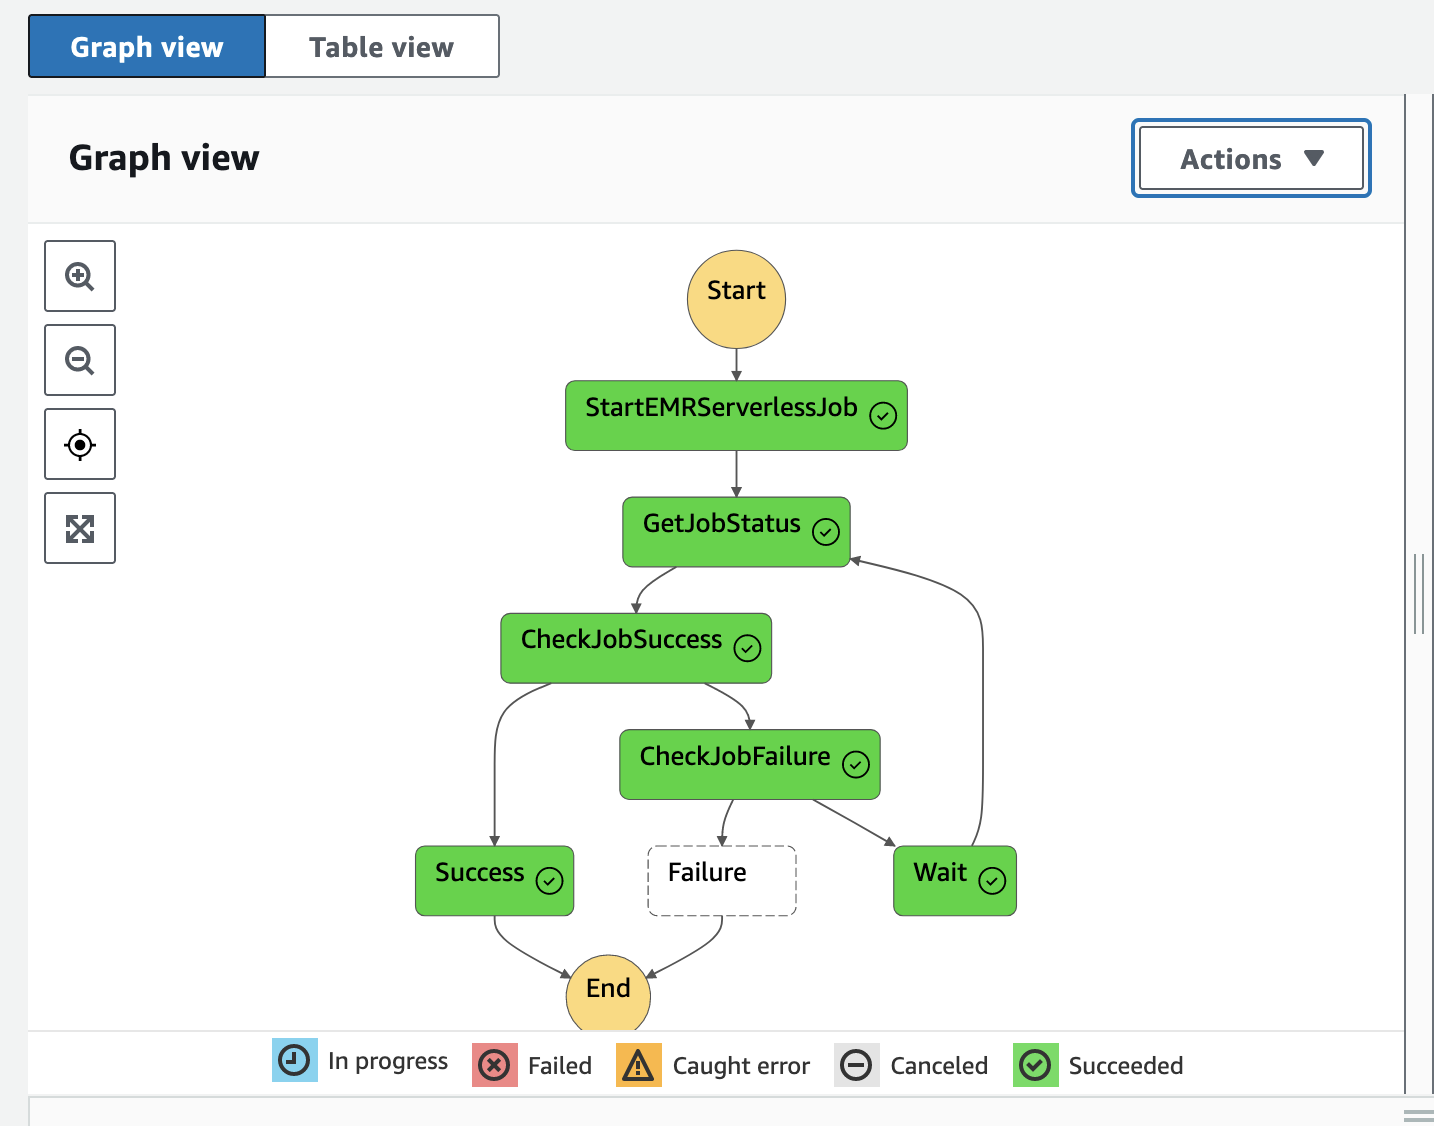 Graph view
Table view
Graph view
Actions
Start
StartEMRServerlessJob
GetJobStatus
CheckJobSuccess
CheckJobFailure
Success
Failure
Wait
End
In progress
Failed
Caught error
Canceled
Succeeded